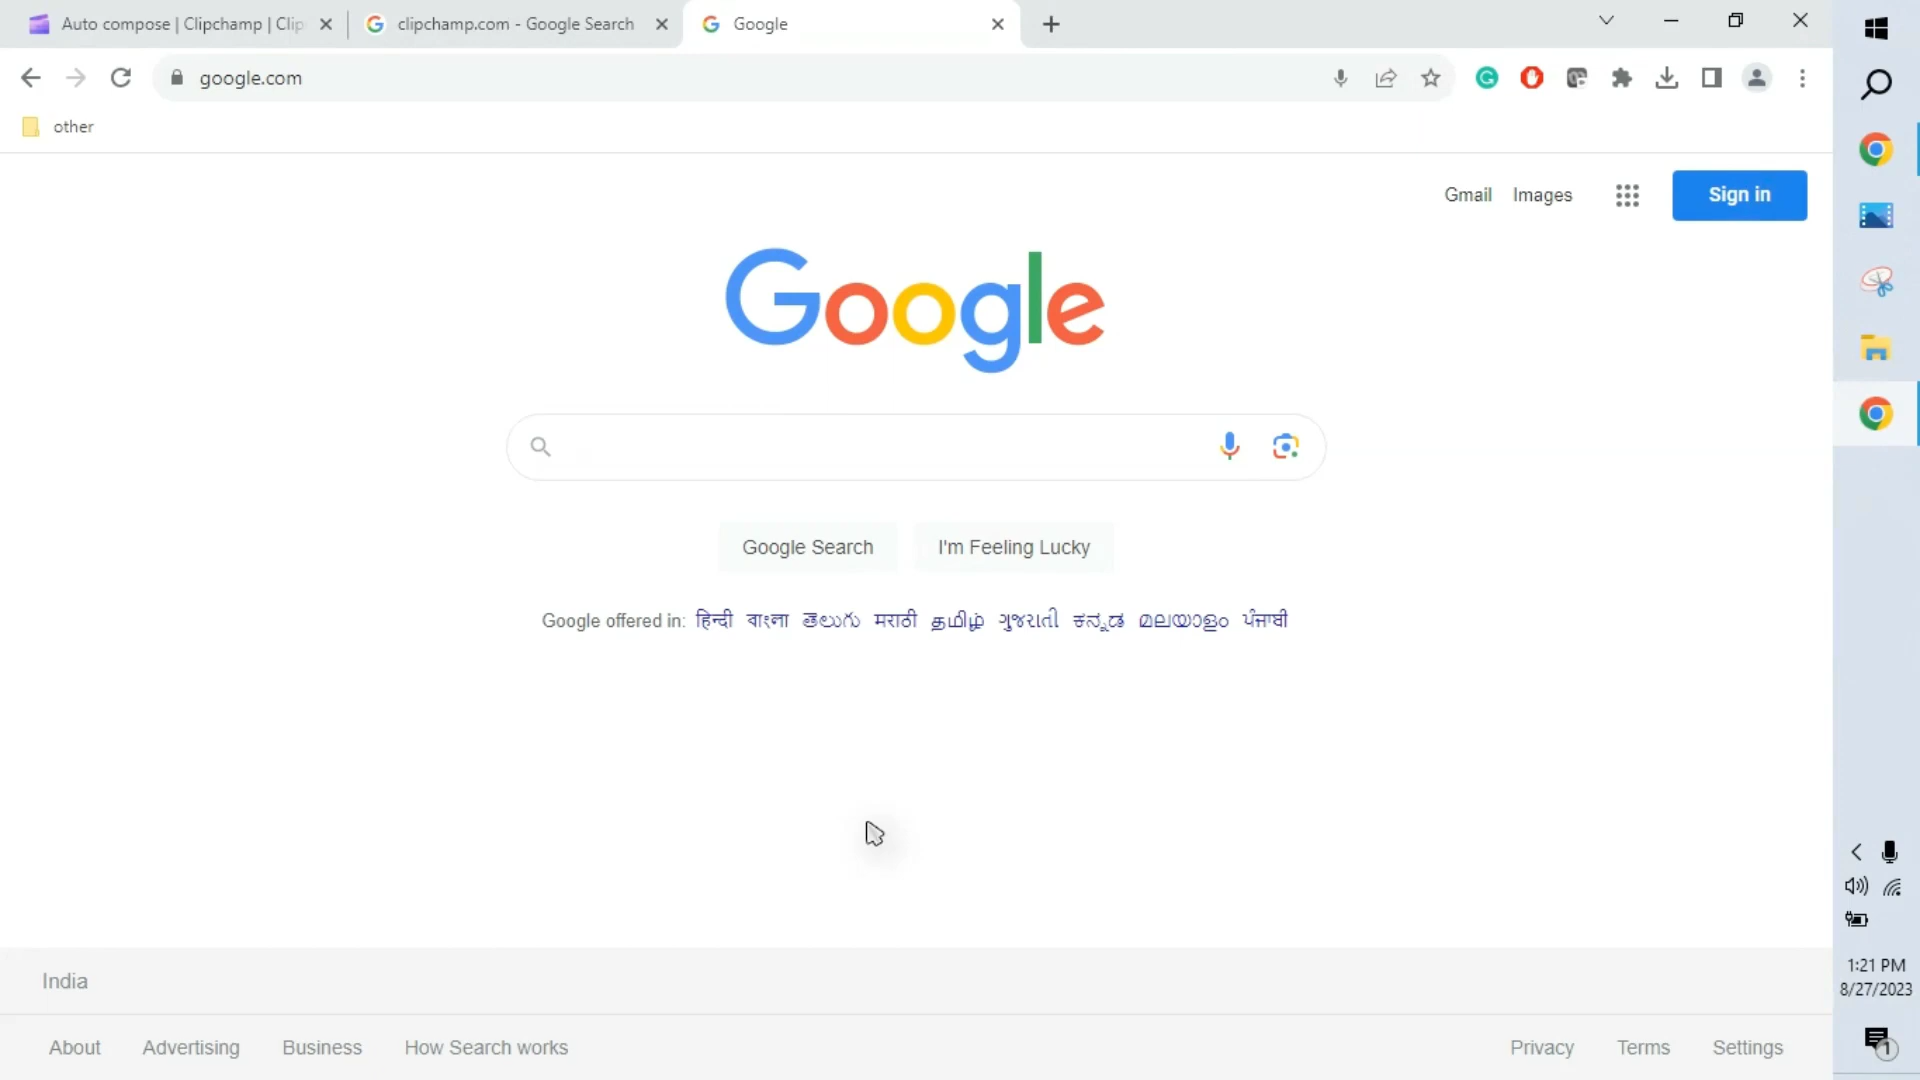 Auto compose | Clipchamp | Clip
clipchamp.com - Google Search
Google
google.com
other
Gmail Images Sign in
Google
Google Search I'm Feeling Lucky
Google offered in: हिन्दी বাংলা తెలుగు मराठी தமிழ் ગુજરાતી ಕನ್ನಡ മലയാളം ਪੰਜਾਬੀ
India
About Advertising Business How Search works Privacy Terms Settings
1:21 PM
8/27/2023
1